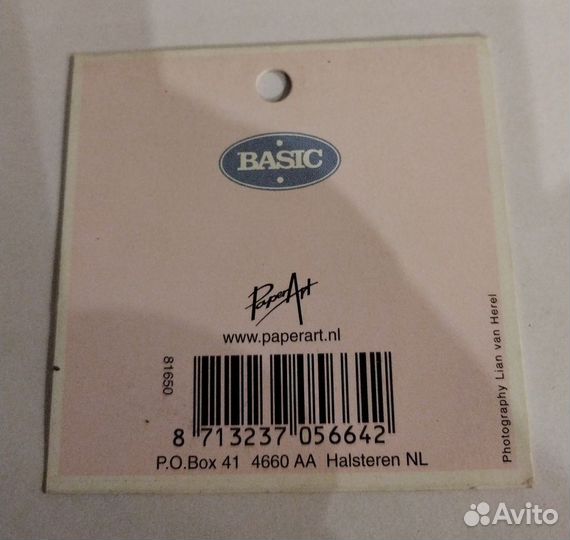 BASIC
PaperArt
www.paperart.nl
81650
8 713237 056642
P.O.Box 41 4660 AA Halsteren NL
Photography Lian van Herel
Avito